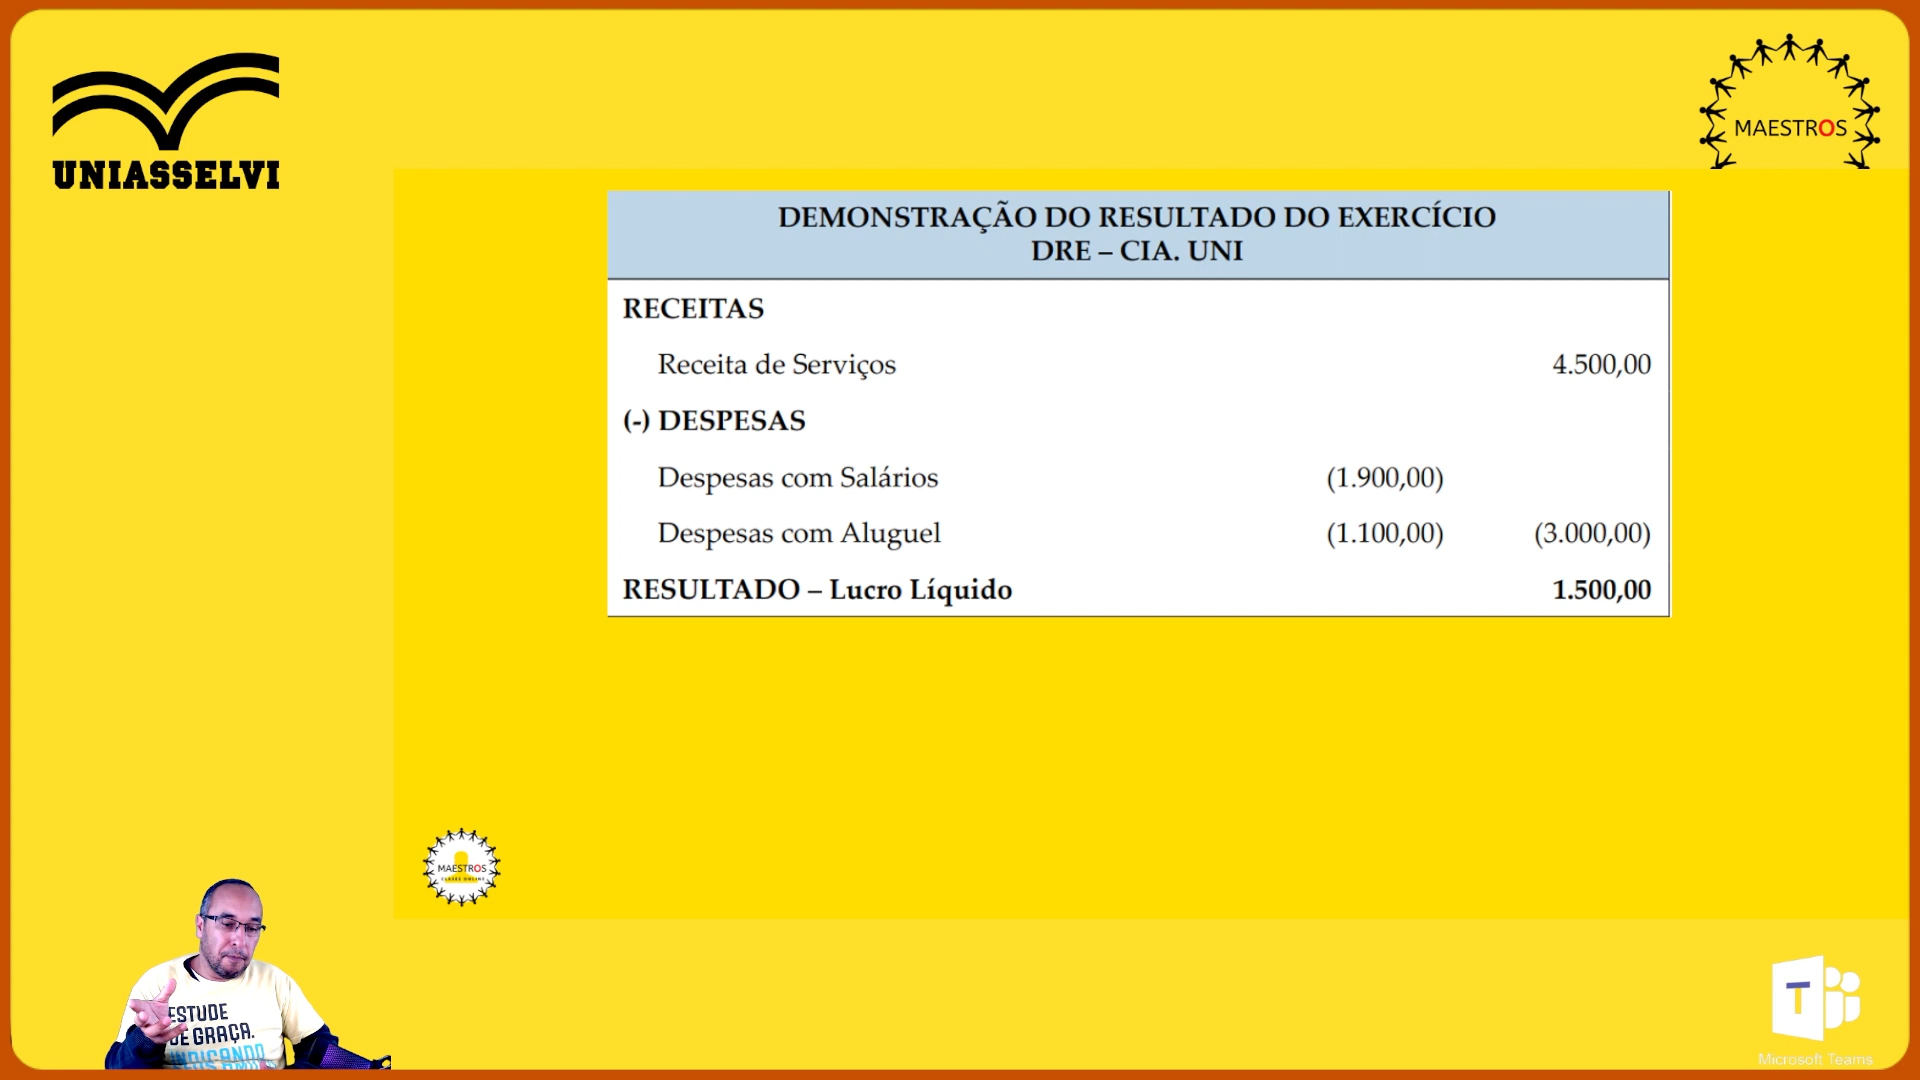 UNIASSELVI
MAESTROS
DEMONSTRAÇÃO DO RESULTADO DO EXERCÍCIO
DRE – CIA. UNI
RECEITAS
Receita de Serviços 4.500,00
(-) DESPESAS
Despesas com Salários (1.900,00)
Despesas com Aluguel (1.100,00) (3.000,00)
RESULTADO – Lucro Líquido 1.500,00
MAESTROS
ESTUDE
DE GRAÇA.
INDICANDO
T
Microsoft Teams